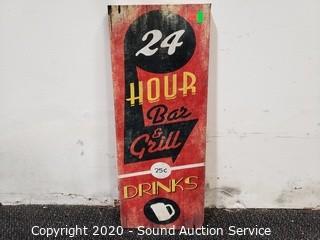 24
HOUR
Bar
&
Grill
25¢
DRINKS
Copyright 2020 - Sound Auction Service